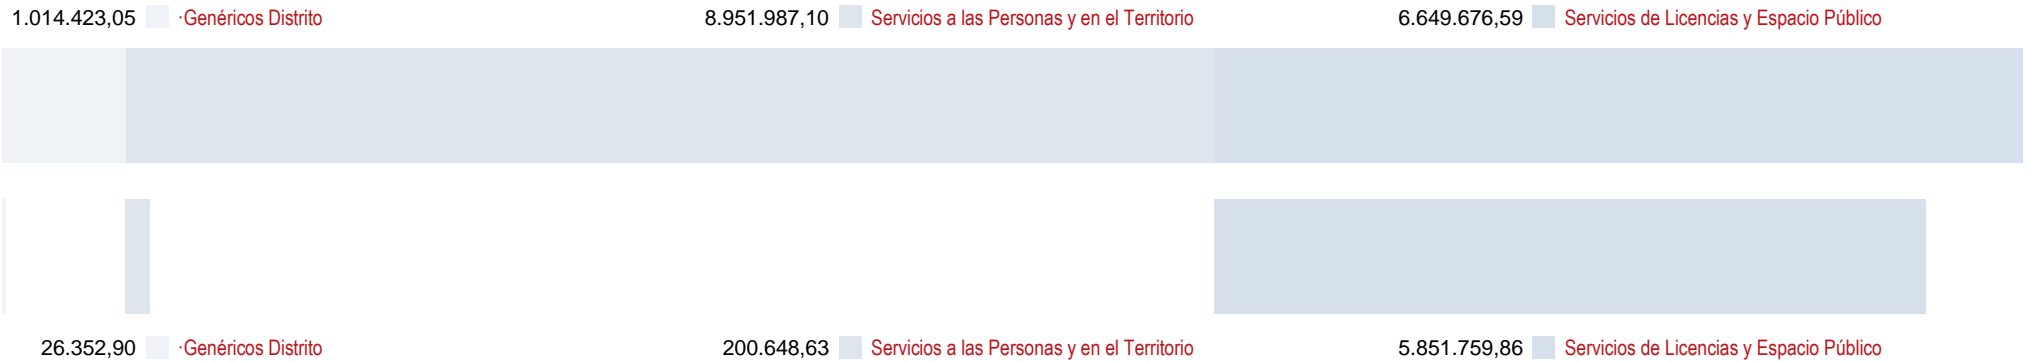 1.014.423,05 ·Genéricos Distrito 8.951.987,10 Servicios a las Personas y en el Territorio 6.649.676,59 Servicios de Licencias y Espacio Público
26.352,90 ·Genéricos Distrito 200.648,63 Servicios a las Personas y en el Territorio 5.851.759,86 Servicios de Licencias y Espacio Público